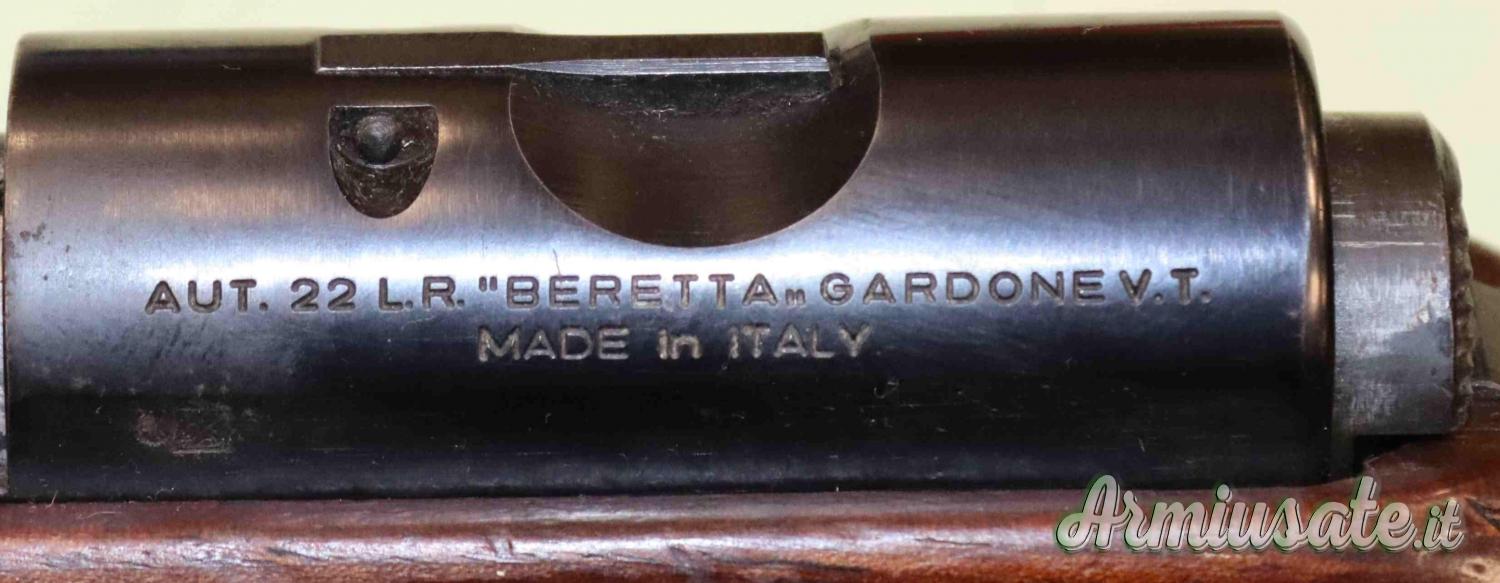 AUT. 22 L.R. "BERETTA„ GARDONE V.T.
MADE in ITALY
Armiusate.it